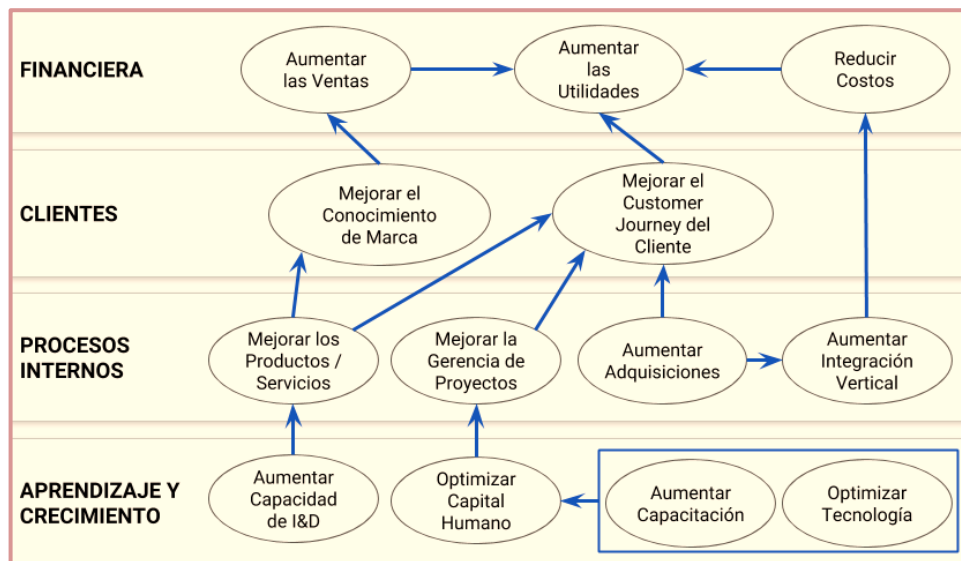 FINANCIERA
Aumentar
las Ventas
Aumentar
las
Utilidades
Reducir
Costos
CLIENTES
Mejorar el
Conocimiento
de Marca
Mejorar el
Customer
Journey del
Cliente
PROCESOS
INTERNOS
Mejorar los
Productos /
Servicios
Mejorar la
Gerencia de
Proyectos
Aumentar
Adquisiciones
Aumentar
Integración
Vertical
APRENDIZAJE Y
CRECIMIENTO
Aumentar
Capacidad
de I&D
Optimizar
Capital
Humano
Aumentar
Capacitación
Optimizar
Tecnología